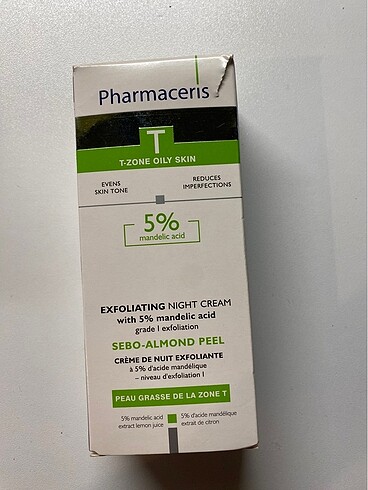 Pharmaceris
T
T-ZONE OILY SKIN
EVENS
SKIN TONE
REDUCES
IMPERFECTIONS
5%
mandelic acid
EXFOLIATING NIGHT CREAM
with 5% mandelic acid
grade I exfoliation
SEBO-ALMOND PEEL
CRÈME DE NUIT EXFOLIANTE
à 5% d'acide mandélique
– niveau d'exfoliation I
PEAU GRASSE DE LA ZONE T
5% mandelic acid
extract lemon juice
5% d'acide mandélique
extrait de citron